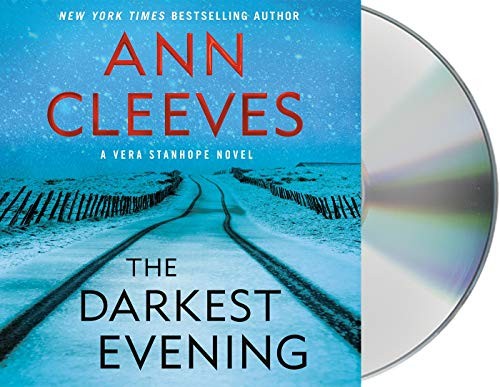 NEW YORK TIMES BESTSELLING AUTHOR
ANN
CLEEVES
A VERA STANHOPE NOVEL
THE
DARKEST
EVENING